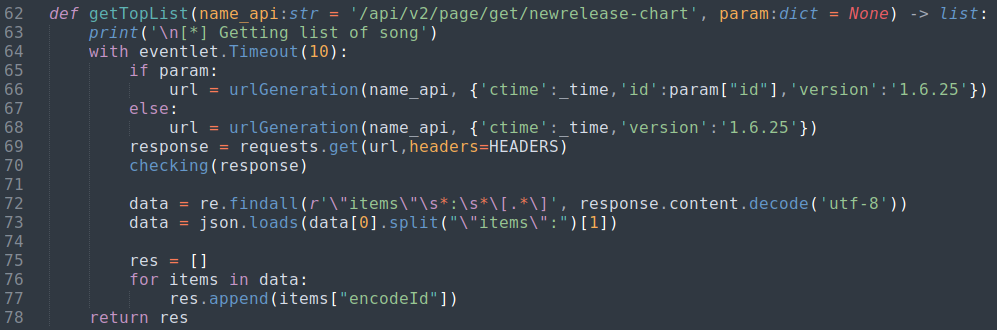 62 def getTopList(name_api:str = '/api/v2/page/get/newrelease-chart', param:dict = None) -> list:
63     print('\n[*] Getting list of song')
64     with eventlet.Timeout(10):
65         if param:
66             url = urlGeneration(name_api, {'ctime':_time,'id':param["id"],'version':'1.6.25'})
67         else:
68             url = urlGeneration(name_api, {'ctime':_time,'version':'1.6.25'})
69         response = requests.get(url,headers=HEADERS)
70         checking(response)
71
72         data = re.findall(r'\"items\"\s*:\s*\[.*\]', response.content.decode('utf-8'))
73         data = json.loads(data[0].split("\"items\":")[1])
74
75         res = []
76         for items in data:
77             res.append(items["encodeId"])
78     return res